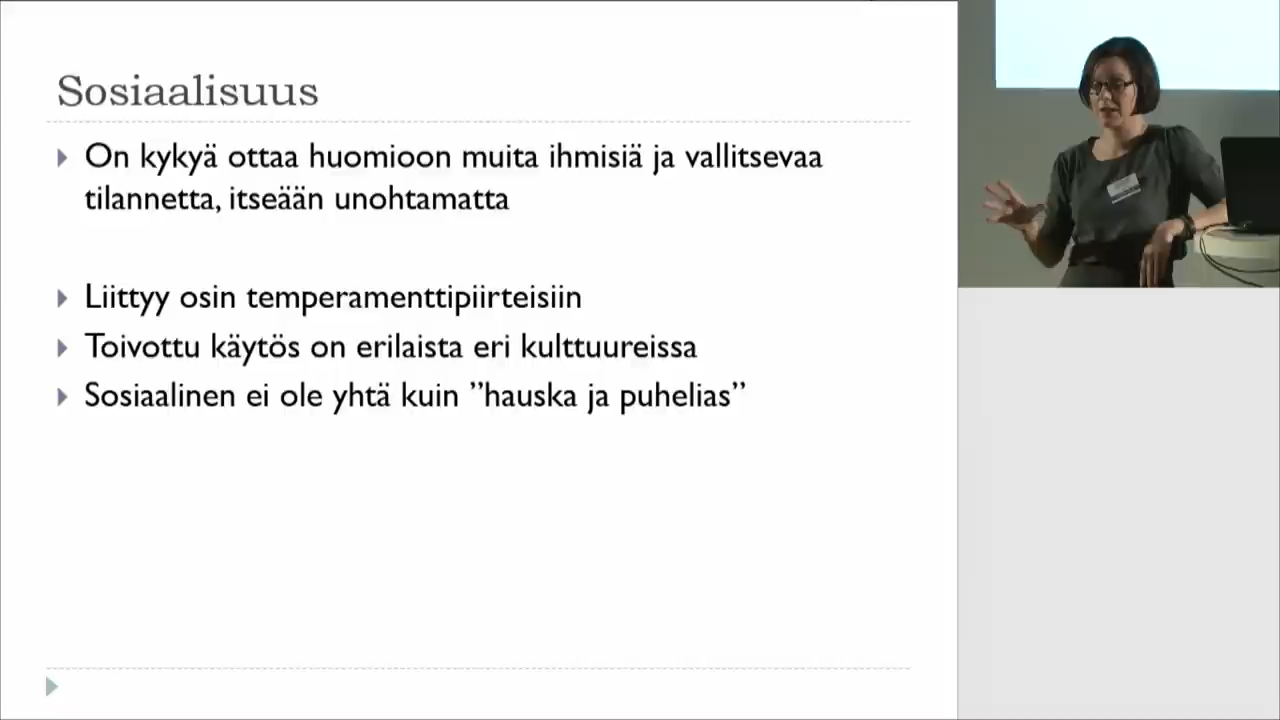 Sosiaalisuus
On kykyä ottaa huomioon muita ihmisiä ja vallitsevaa
tilannetta, itseään unohtamatta
Liittyy osin temperamenttipiirteisiin
Toivottu käytös on erilaista eri kulttuureissa
Sosiaalinen ei ole yhtä kuin ”hauska ja puhelias”